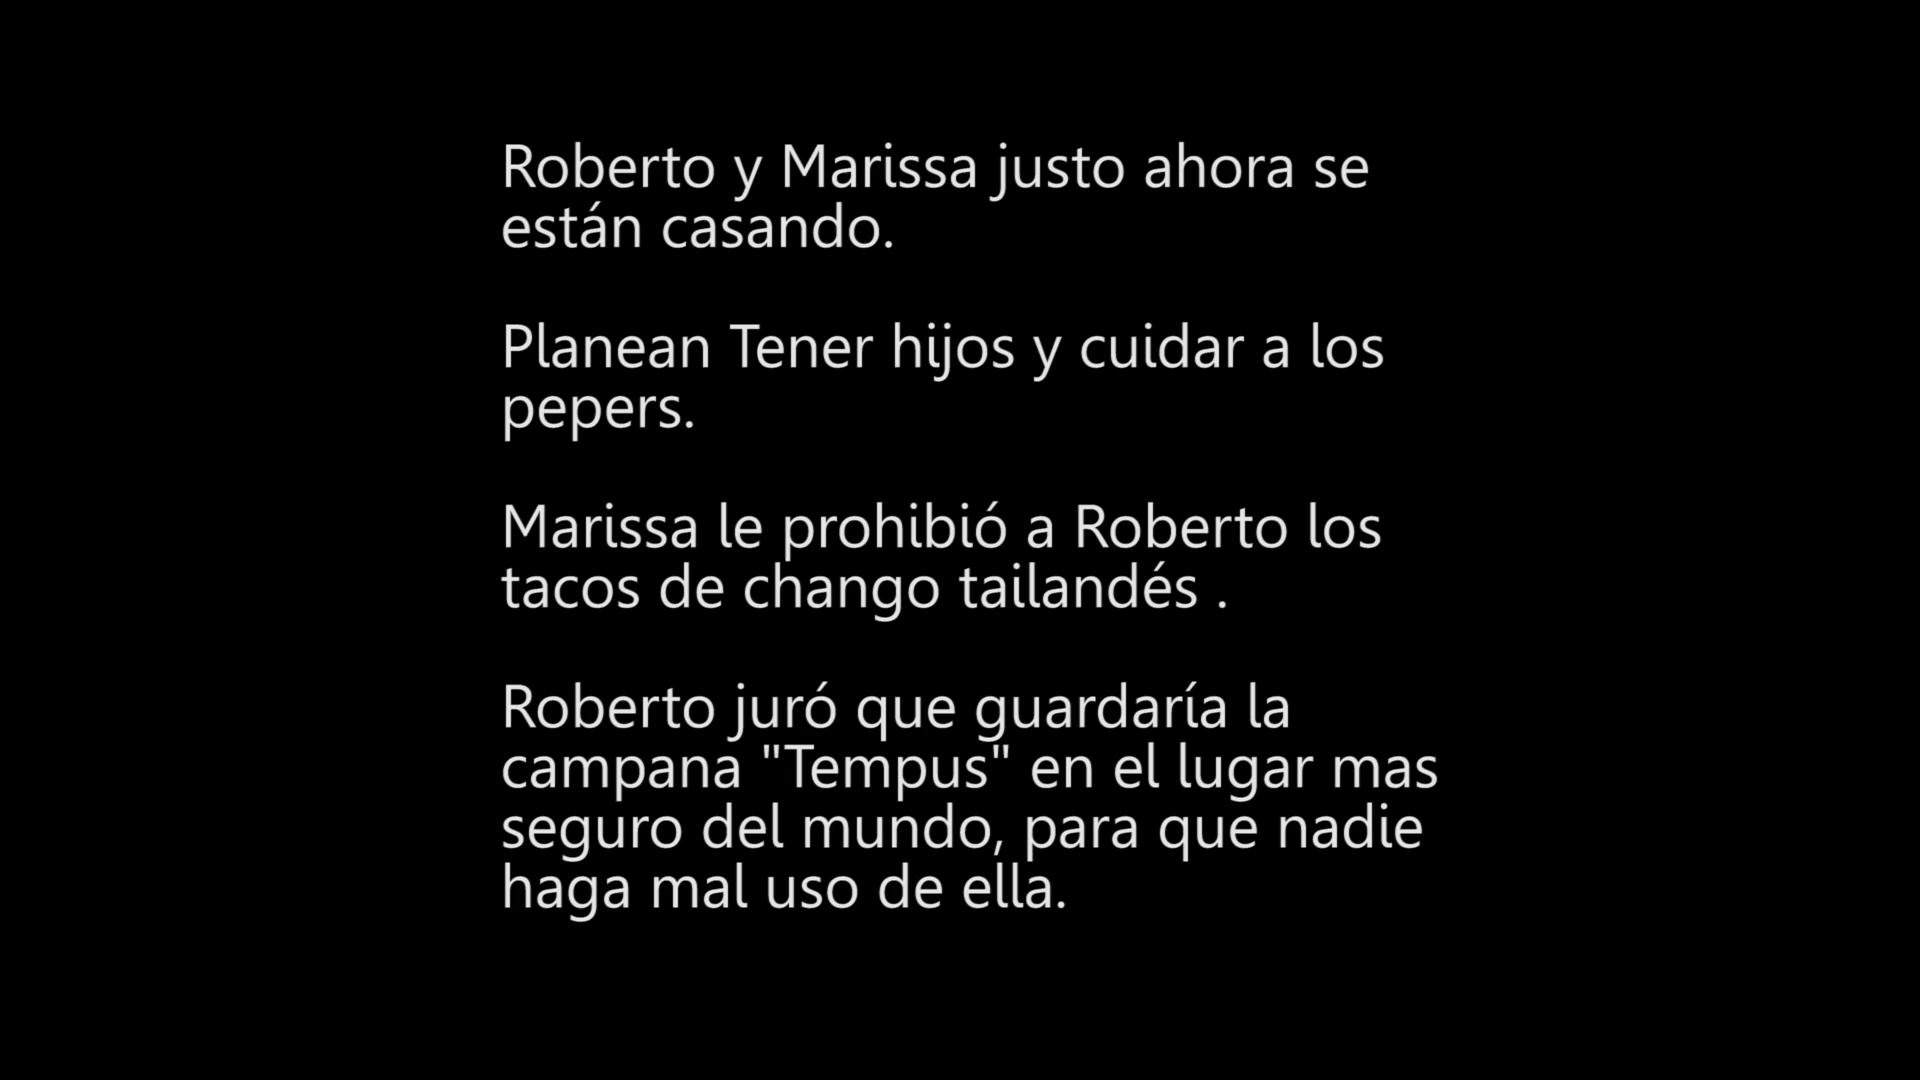 Roberto y Marissa justo ahora se
están casando.
Planean Tener hijos y cuidar a los
pepers.
Marissa le prohibió a Roberto los
tacos de chango tailandés .
Roberto juró que guardaría la
campana "Tempus" en el lugar mas
seguro del mundo, para que nadie
haga mal uso de ella.